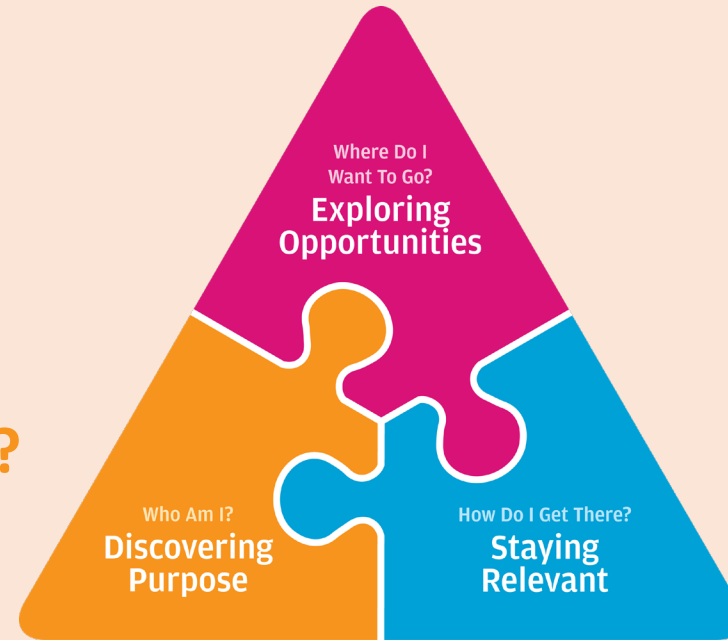 Where Do I
Want To Go?
Exploring
Opportunities
?
Who Am I?
Discovering
Purpose
How Do I Get There?
Staying
Relevant